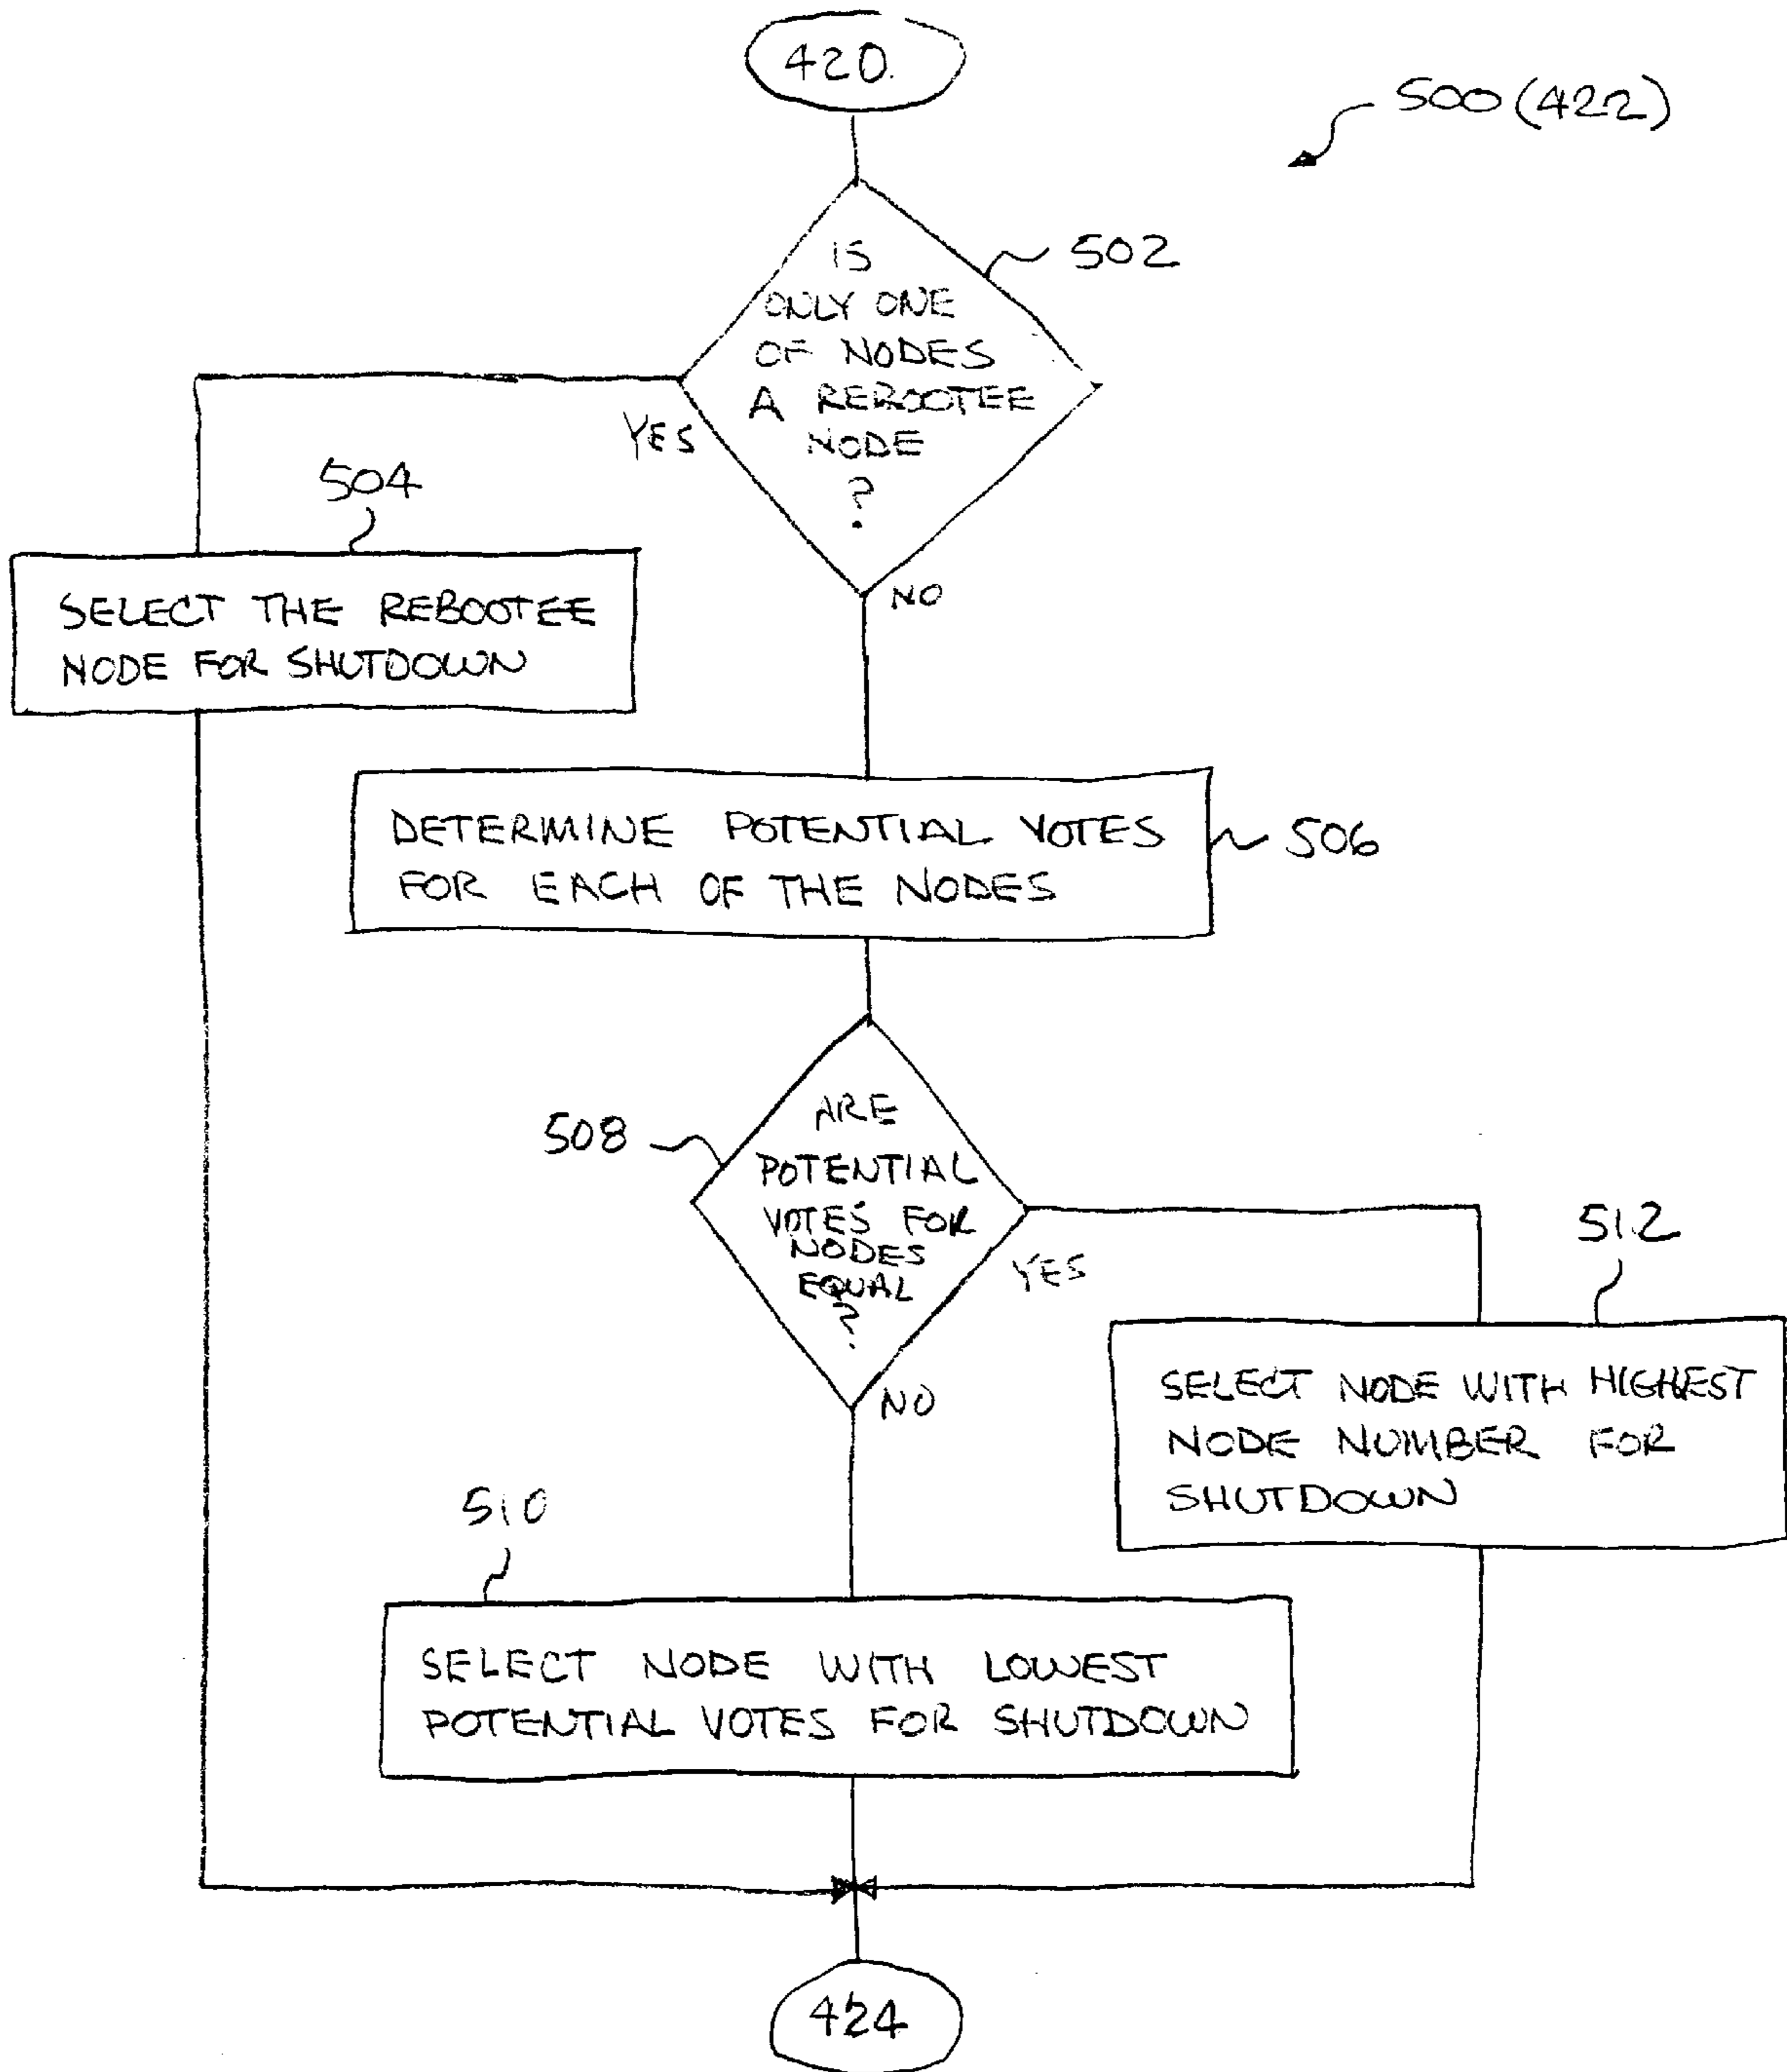 420
500 (422)
502
IS
ONLY ONE
OF NODES
A REBOOTEE
NODE
?
YES
NO
504
SELECT THE REBOOTEE
NODE FOR SHUTDOWN
DETERMINE POTENTIAL VOTES
FOR EACH OF THE NODES
506
508
ARE
POTENTIAL
VOTES FOR
NODES
EQUAL
?
YES
NO
512
SELECT NODE WITH HIGHEST
NODE NUMBER FOR
SHUTDOWN
510
SELECT NODE WITH LOWEST
POTENTIAL VOTES FOR SHUTDOWN
424